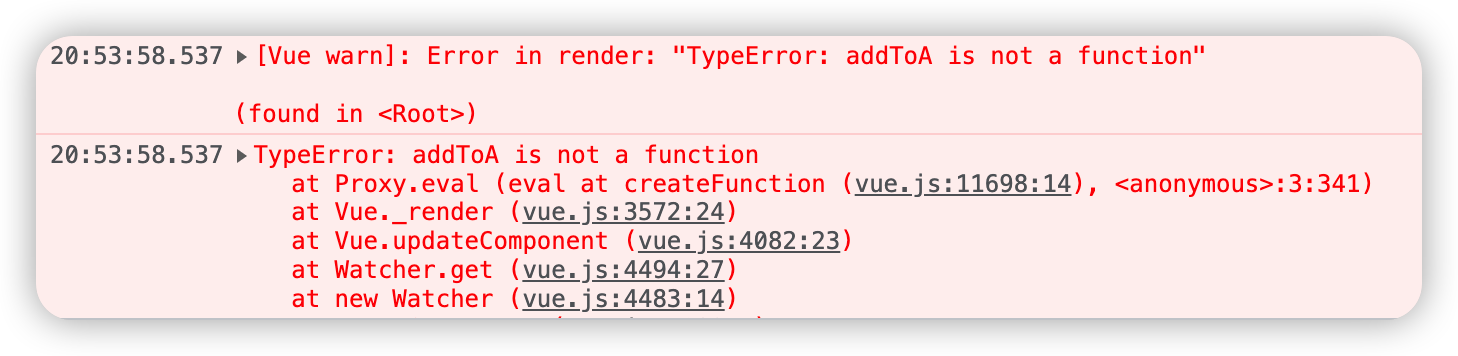 20:53:58.537 ▶ [Vue warn]: Error in render: "TypeError: addToA is not a function"
(found in <Root>)
20:53:58.537 ▶ TypeError: addToA is not a function
at Proxy.eval (eval at createFunction (vue.js:11698:14), <anonymous>:3:341)
at Vue._render (vue.js:3572:24)
at Vue.updateComponent (vue.js:4082:23)
at Watcher.get (vue.js:4494:27)
at new Watcher (vue.js:4483:14)